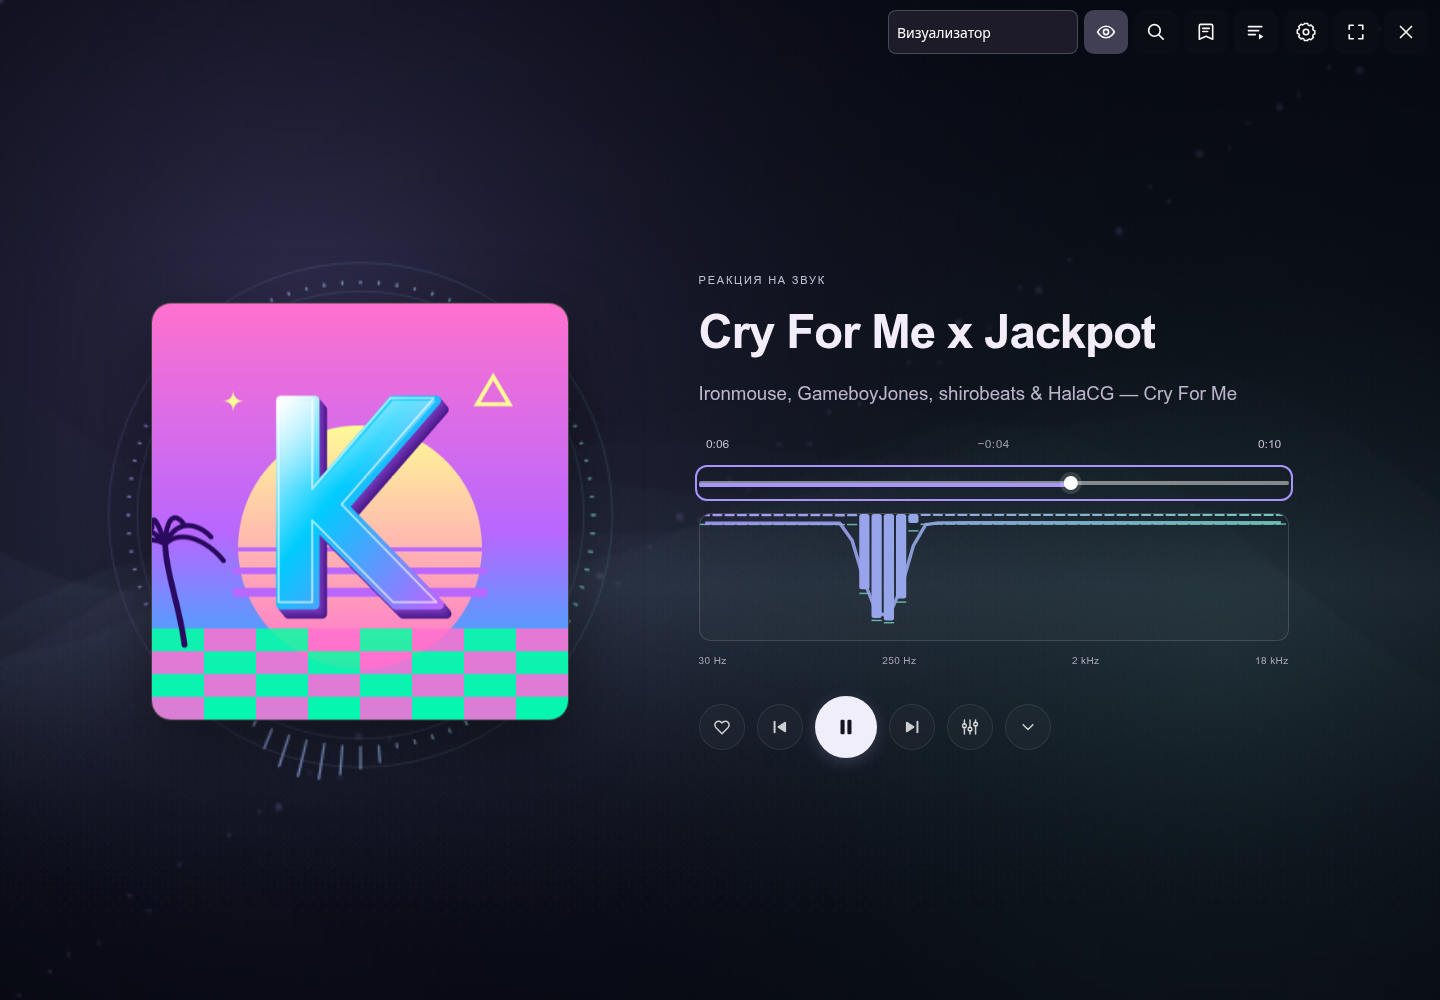 Визуализатор
РЕАКЦИЯ НА ЗВУК
Cry For Me x Jackpot
Ironmouse, GameboyJones, shirobeats & HalaCG — Cry For Me
0:06 −0:04 0:10
K
30 Hz 250 Hz 2 kHz 18 kHz